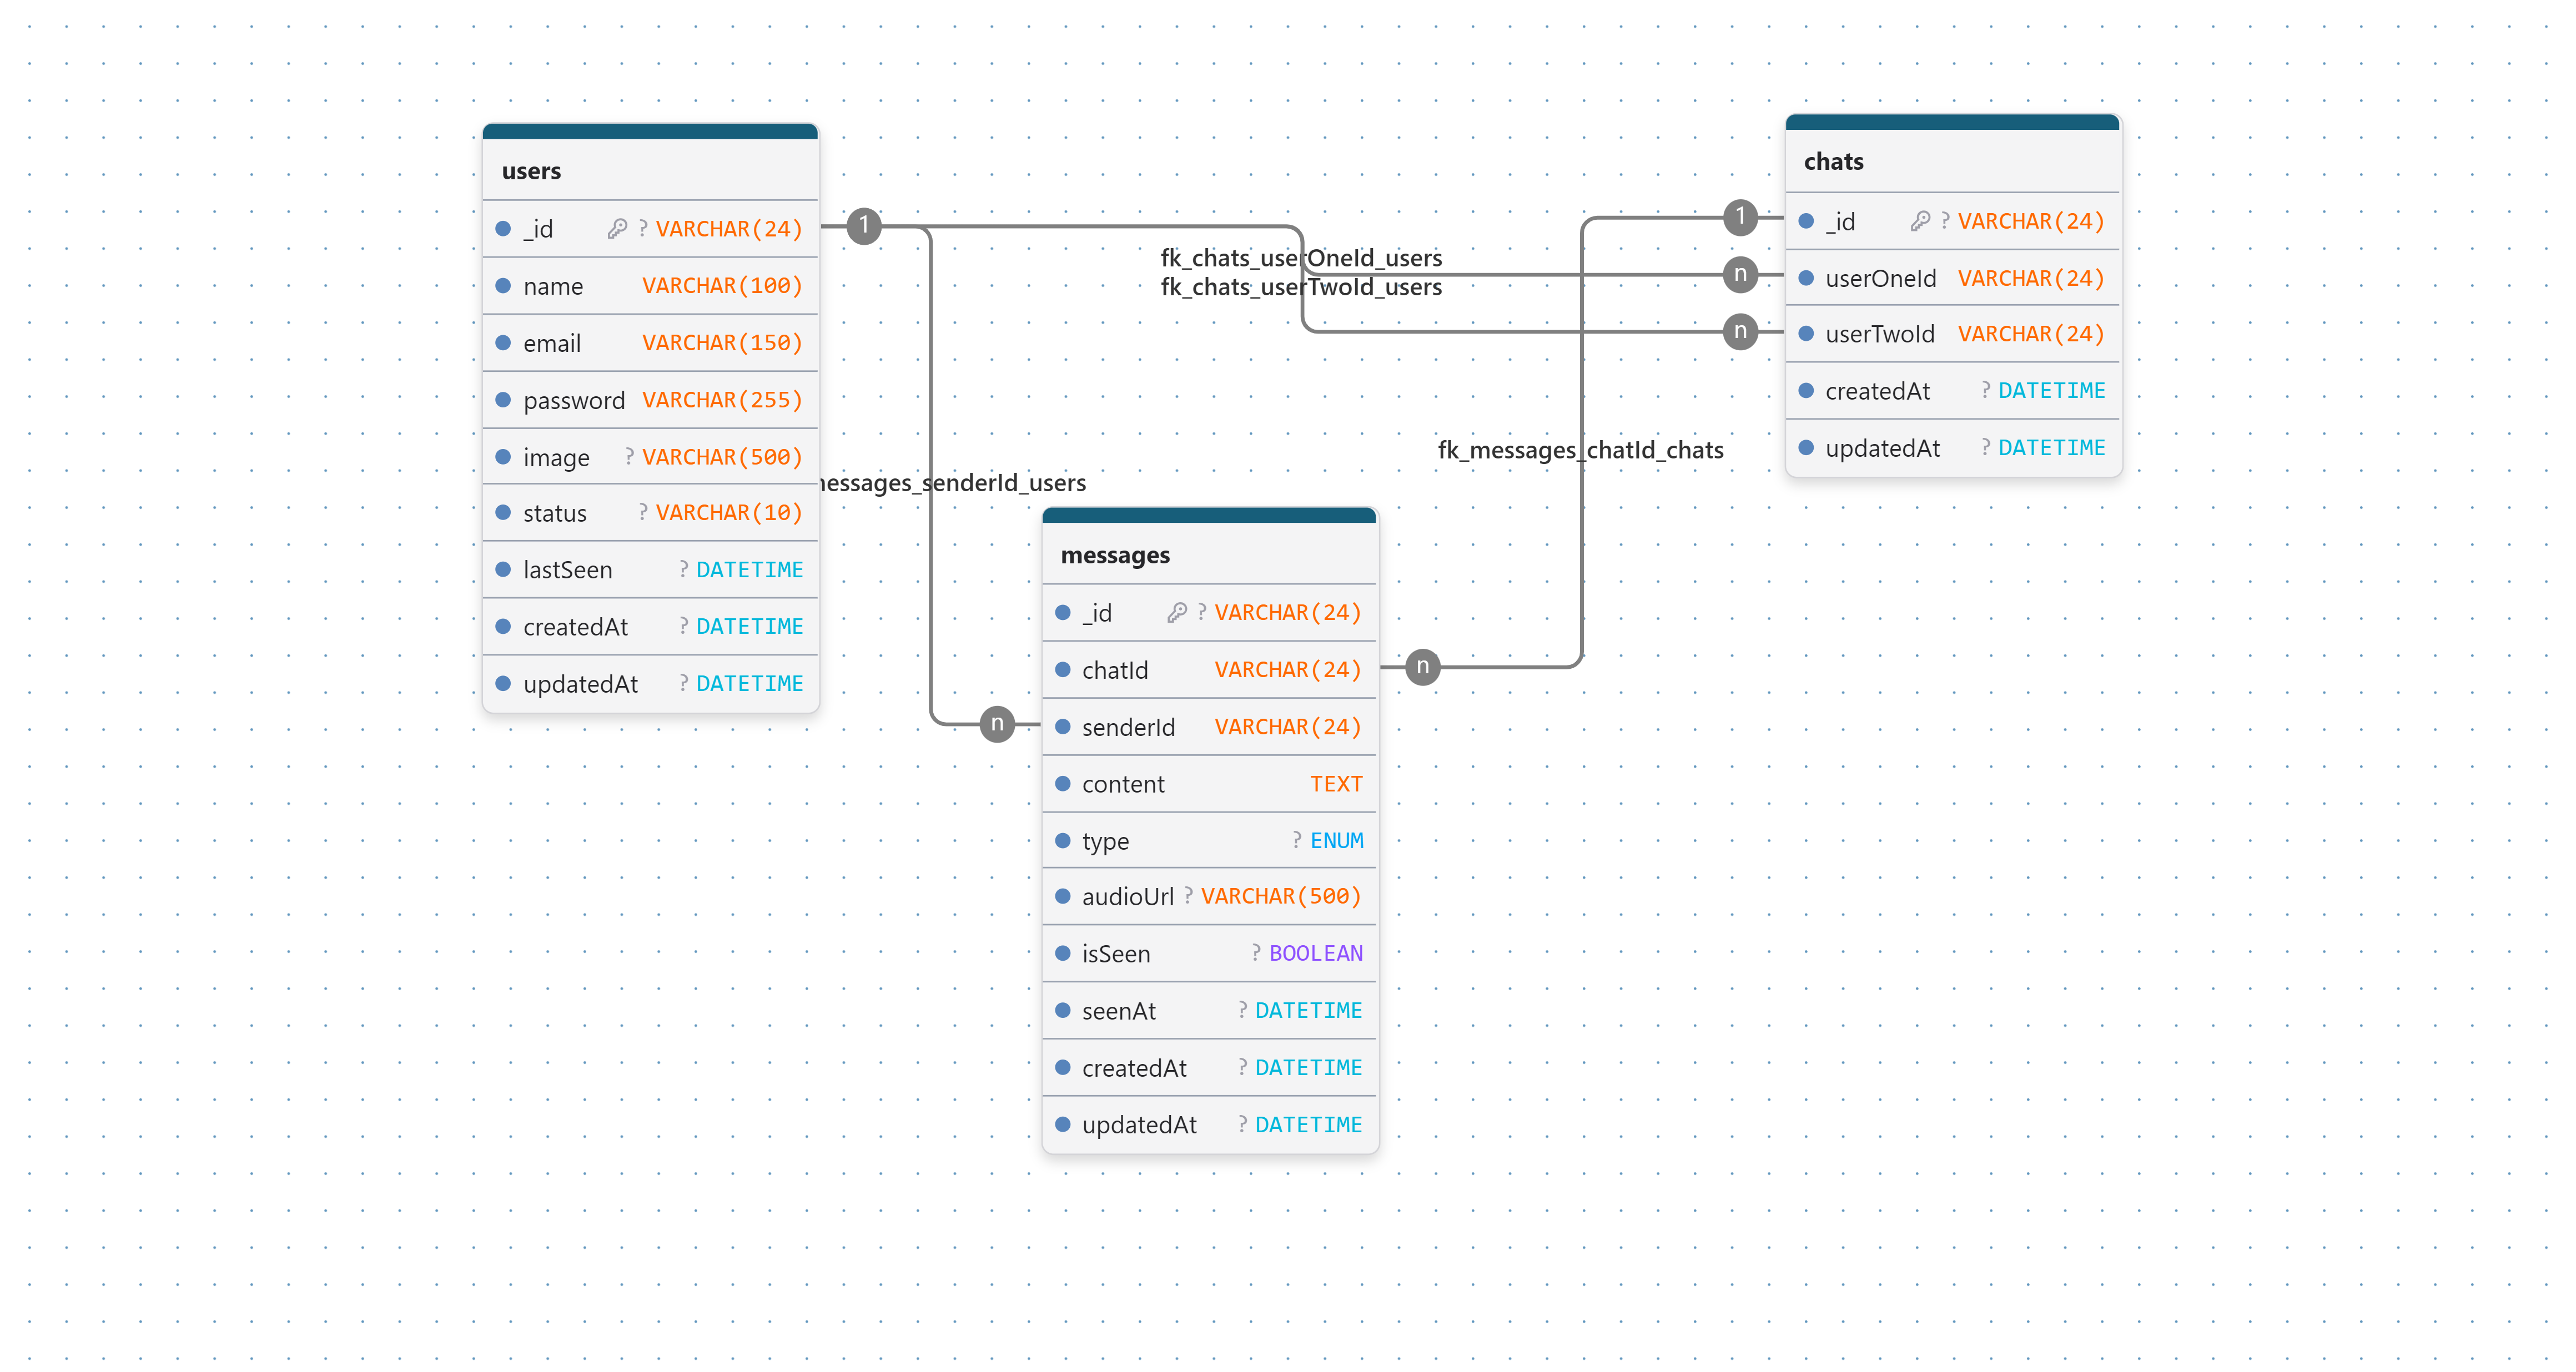 users
_id ? VARCHAR(24)
name VARCHAR(100)
email VARCHAR(150)
password VARCHAR(255)
image ? VARCHAR(500)
status ? VARCHAR(10)
lastSeen ? DATETIME
createdAt ? DATETIME
updatedAt ? DATETIME
1
fk_chats_userOneId_users
fk_chats_userTwoId_users
messages_senderId_users
n
messages
_id ? VARCHAR(24)
chatId VARCHAR(24)
senderId VARCHAR(24)
content TEXT
type ? ENUM
audioUrl ? VARCHAR(500)
isSeen ? BOOLEAN
seenAt ? DATETIME
createdAt ? DATETIME
updatedAt ? DATETIME
n
fk_messages_chatId_chats
1
n
n
chats
_id ? VARCHAR(24)
userOneId VARCHAR(24)
userTwoId VARCHAR(24)
createdAt ? DATETIME
updatedAt ? DATETIME